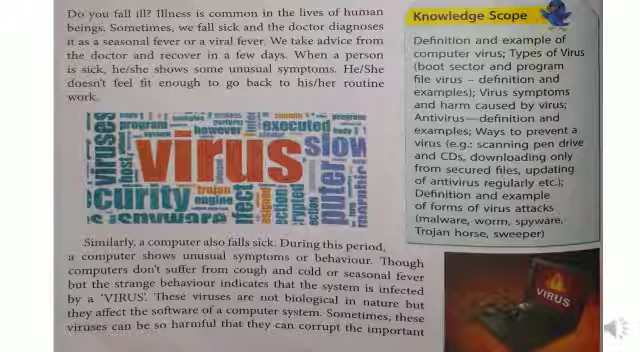 Do you fall ill? Illness is common in the lives of human
beings. Sometimes, we fall sick and the doctor diagnoses
it as a seasonal fever or a viral fever. We take advice from
the doctor and recover in a few days. When a person
is sick, he/she shows some unusual symptoms. He/She
doesn't feel fit enough to go back to his/her routine
work.
viruses
program
however
executed
host
virus
slow
curity
trojan
engine
puter
spyware
Similarly, a computer also falls sick. During this period,
a computer shows unusual symptoms or behaviour. Though
computers don't suffer from cough and cold or seasonal fever
but the strange behaviour indicates that the system is infected
by a 'VIRUS'. These viruses are not biological in nature but
they affect the software of a computer system. Sometimes, these
viruses can be so harmful that they can corrupt the important
Knowledge Scope
Definition and example of
computer virus; Types of Virus
(boot sector and program
file virus – definition and
examples); Virus symptoms
and harm caused by virus;
Antivirus—definition and
examples; Ways to prevent a
virus (e.g.: scanning pen drive
and CDs, downloading only
from secured files, updating
of antivirus regularly etc.);
Definition and example
of forms of virus attacks
(malware, worm, spyware,
Trojan horse, sweeper)
VIRUS